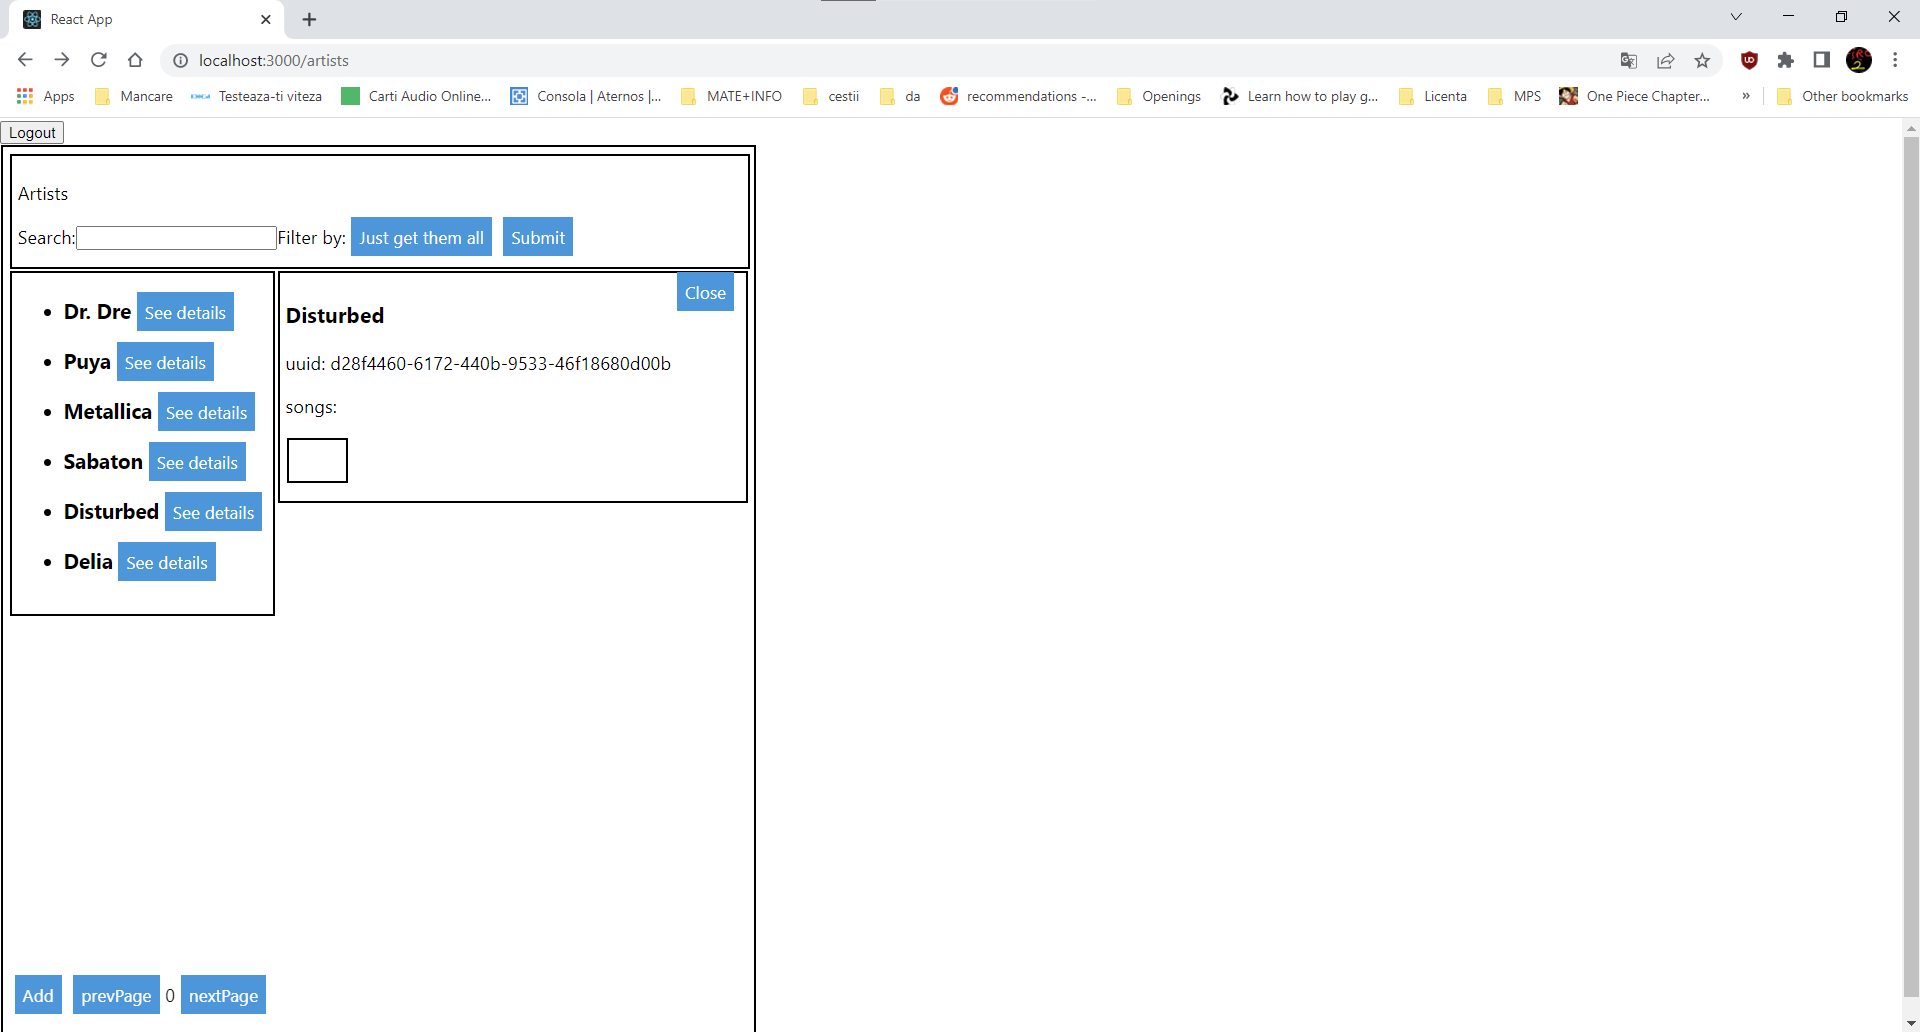 React App
localhost:3000/artists
Apps Mancare Testeaza-ti viteza Carti Audio Online... Consola | Aternos |... MATE+INFO cestii da recommendations -... Openings Learn how to play g... Licenta MPS One Piece Chapter... » Other bookmarks
Logout
Artists
Search: Filter by: Just get them all Submit
Dr. Dre See details
Puya See details
Metallica See details
Sabaton See details
Disturbed See details
Delia See details
Close
Disturbed
uuid: d28f4460-6172-440b-9533-46f18680d00b
songs:
Add prevPage 0 nextPage